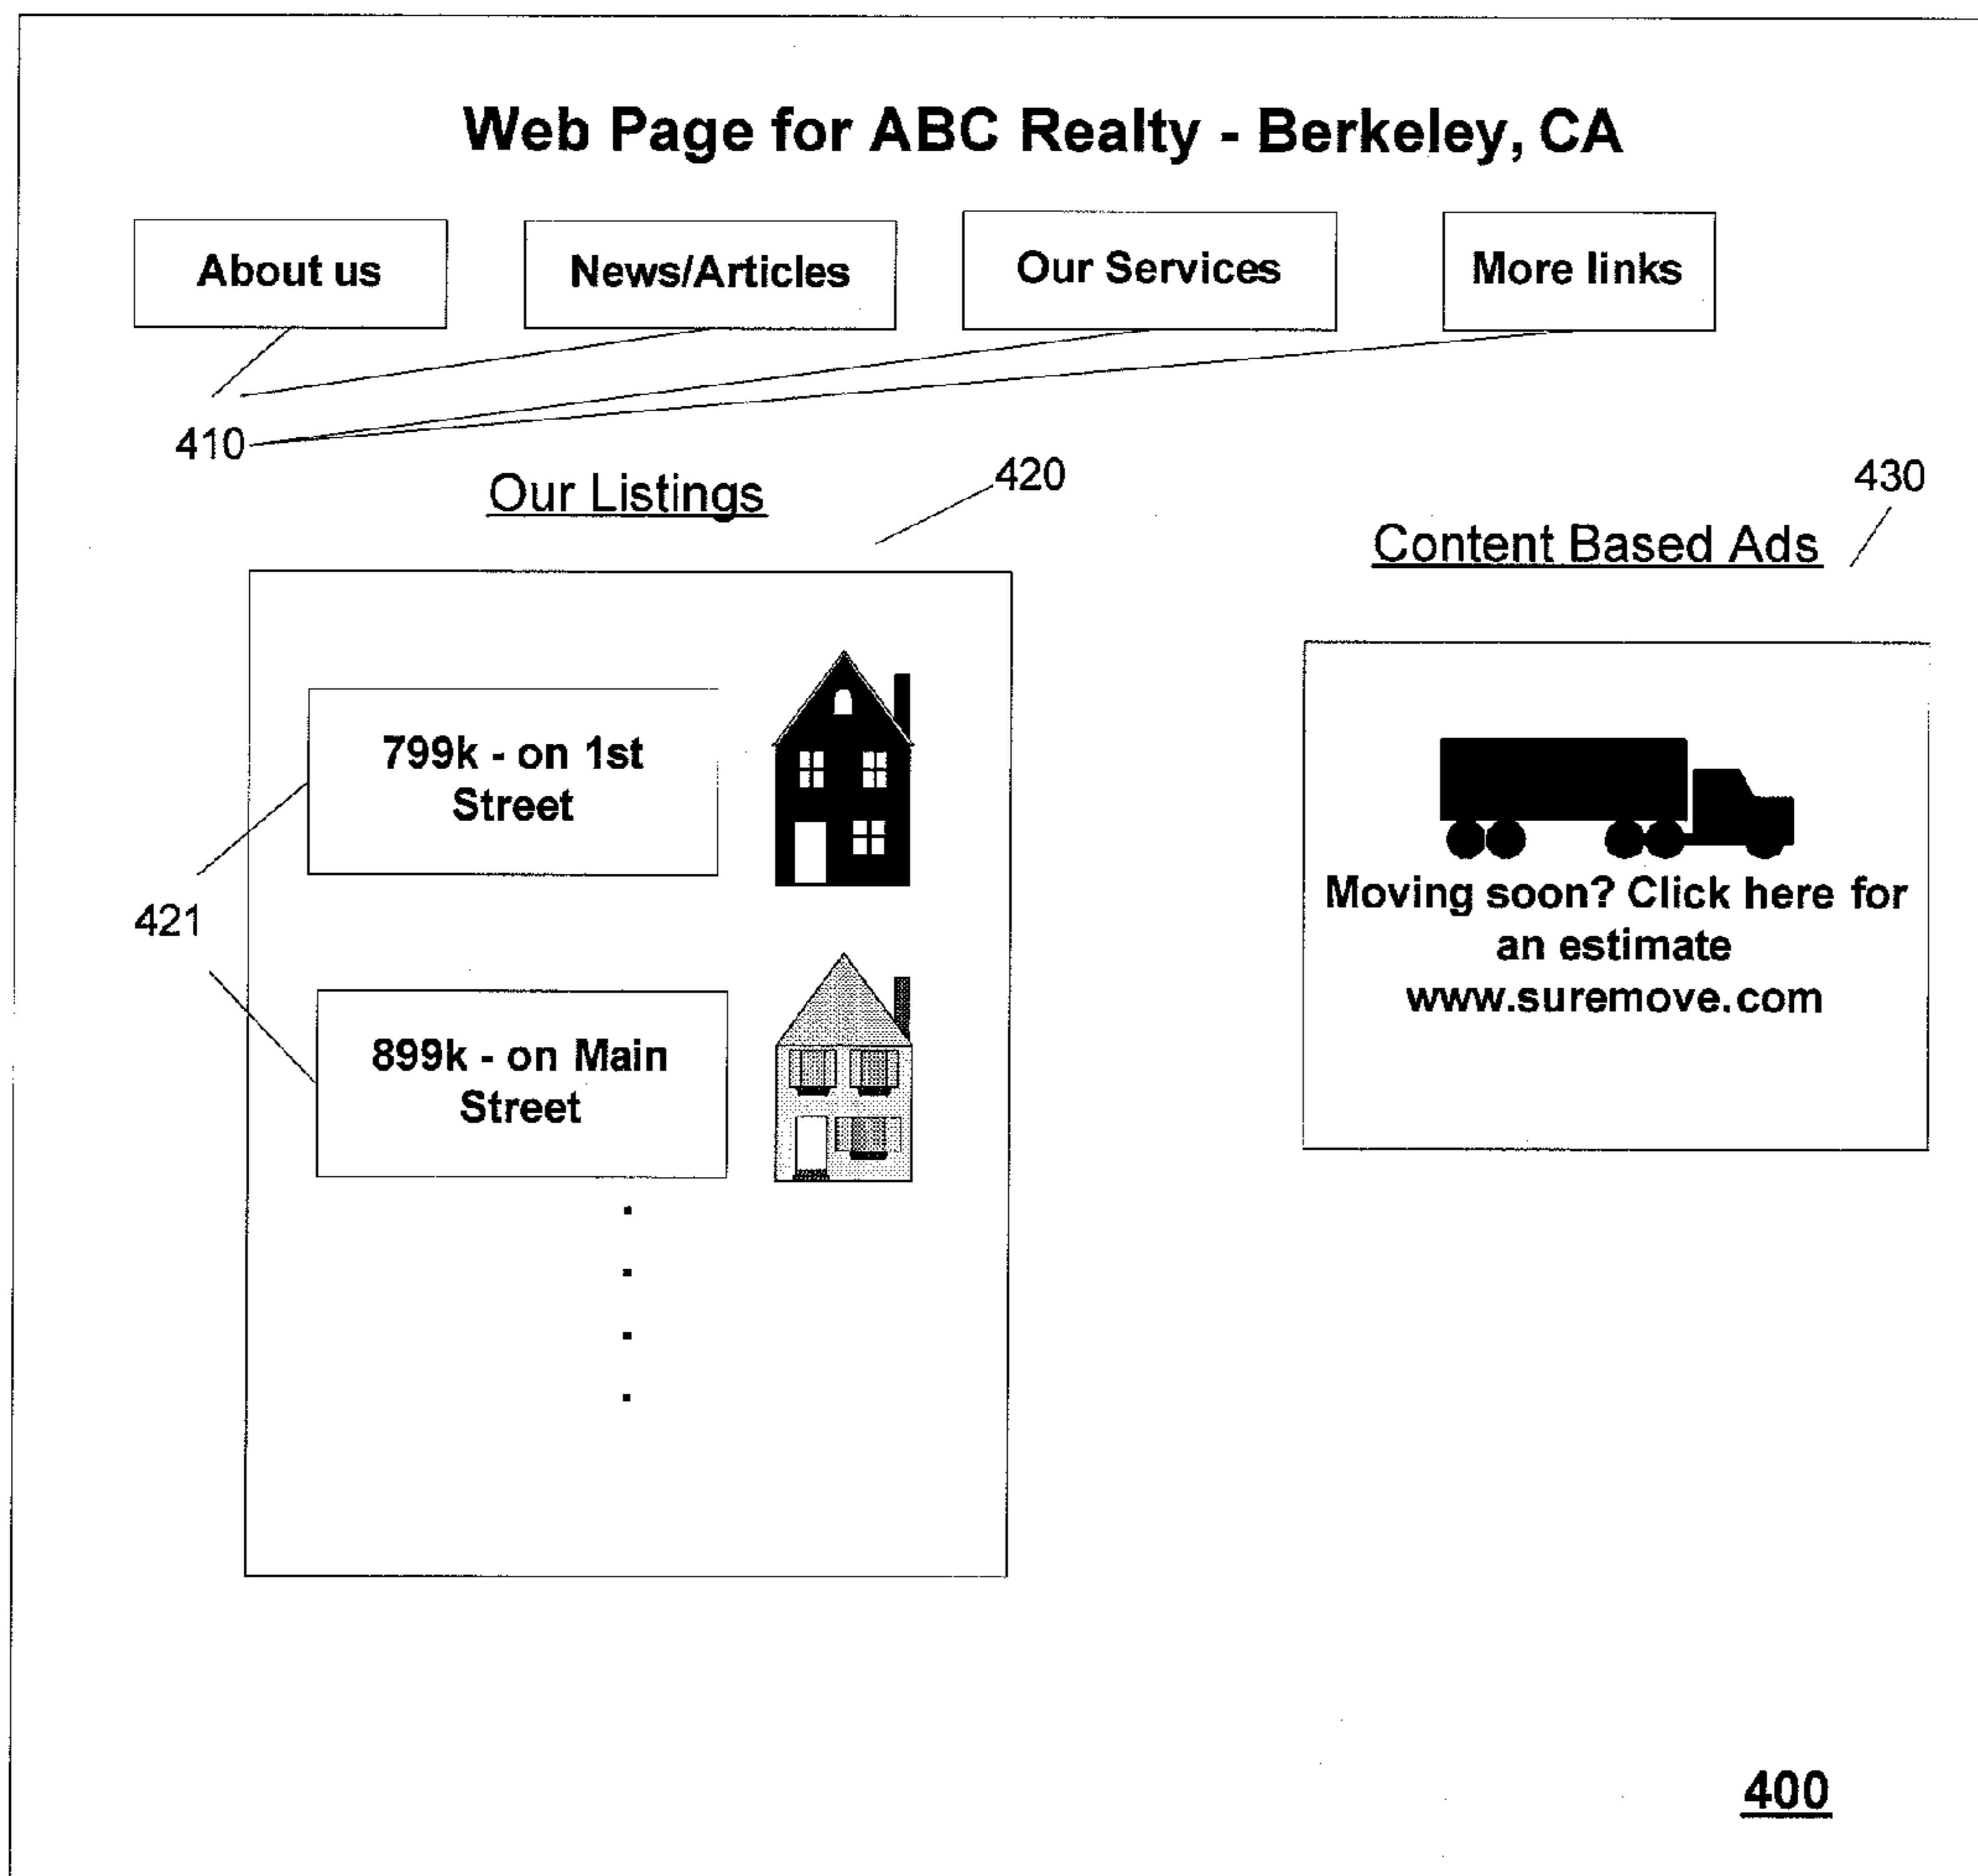 Web Page for ABC Realty - Berkeley, CA
About us
News/Articles
Our Services
More links
410
Our Listings
420
430
Content Based Ads
799k - on 1st
Street
421
899k - on Main
Street
Moving soon? Click here for
an estimate
www.suremove.com
400